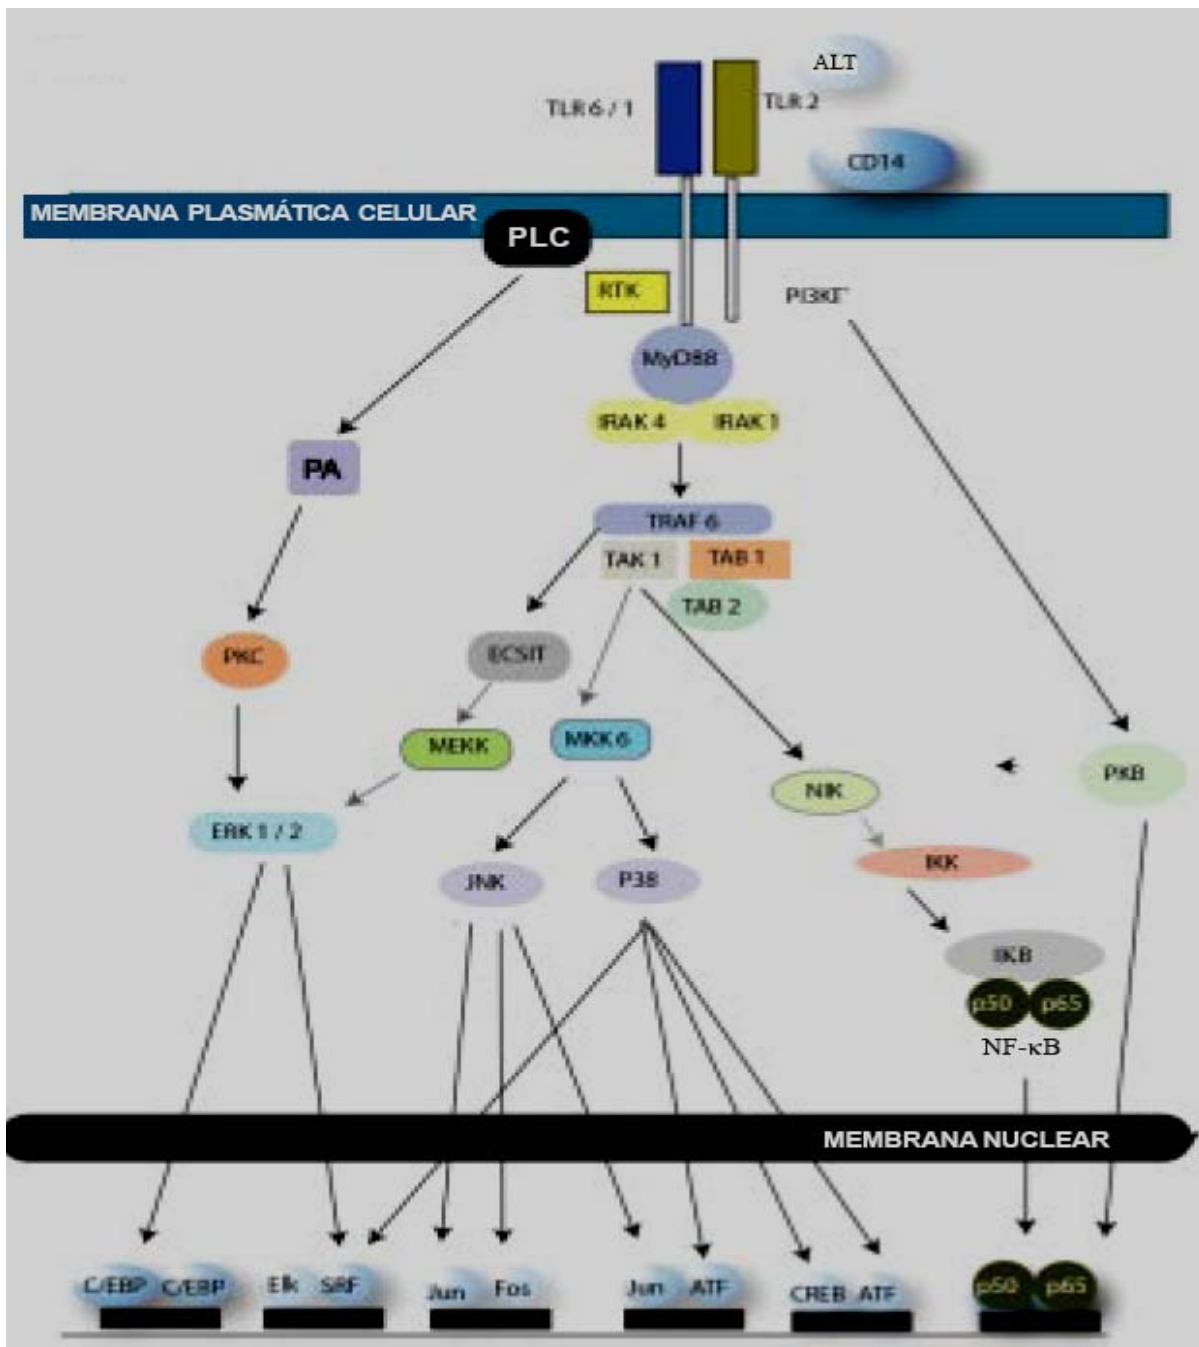 ALT
TLR 6 / 1
TLR 2
CD14
MEMBRANA PLASMÁTICA CELULAR
PLC
RTK
MyD88
IRAK 4
IRAK 1
PA
TRAF 6
TAK 1
TAB 1
TAB 2
PKC
ECSIT
MEKK
MKK 6
NIK
PKB
ERK 1 / 2
JNK
P38
IKK
IKB
p50
p65
NF-κB
MEMBRANA NUCLEAR
C/EBP
C/EBP
Elk
SRF
Jun
Fos
Jun
ATF
CREB
ATF
p50
p65